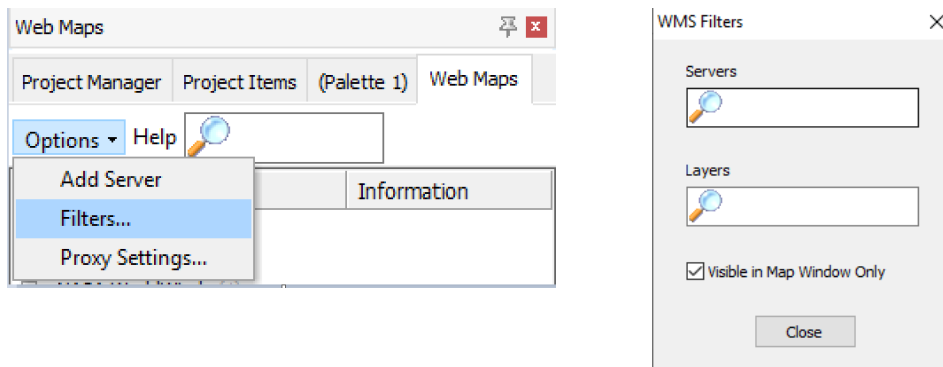 Web Maps
Project Manager Project Items (Palette 1) Web Maps
Options Help
Add Server
Information
Filters...
Proxy Settings...
WMS Filters
Servers
Layers
Visible in Map Window Only
Close